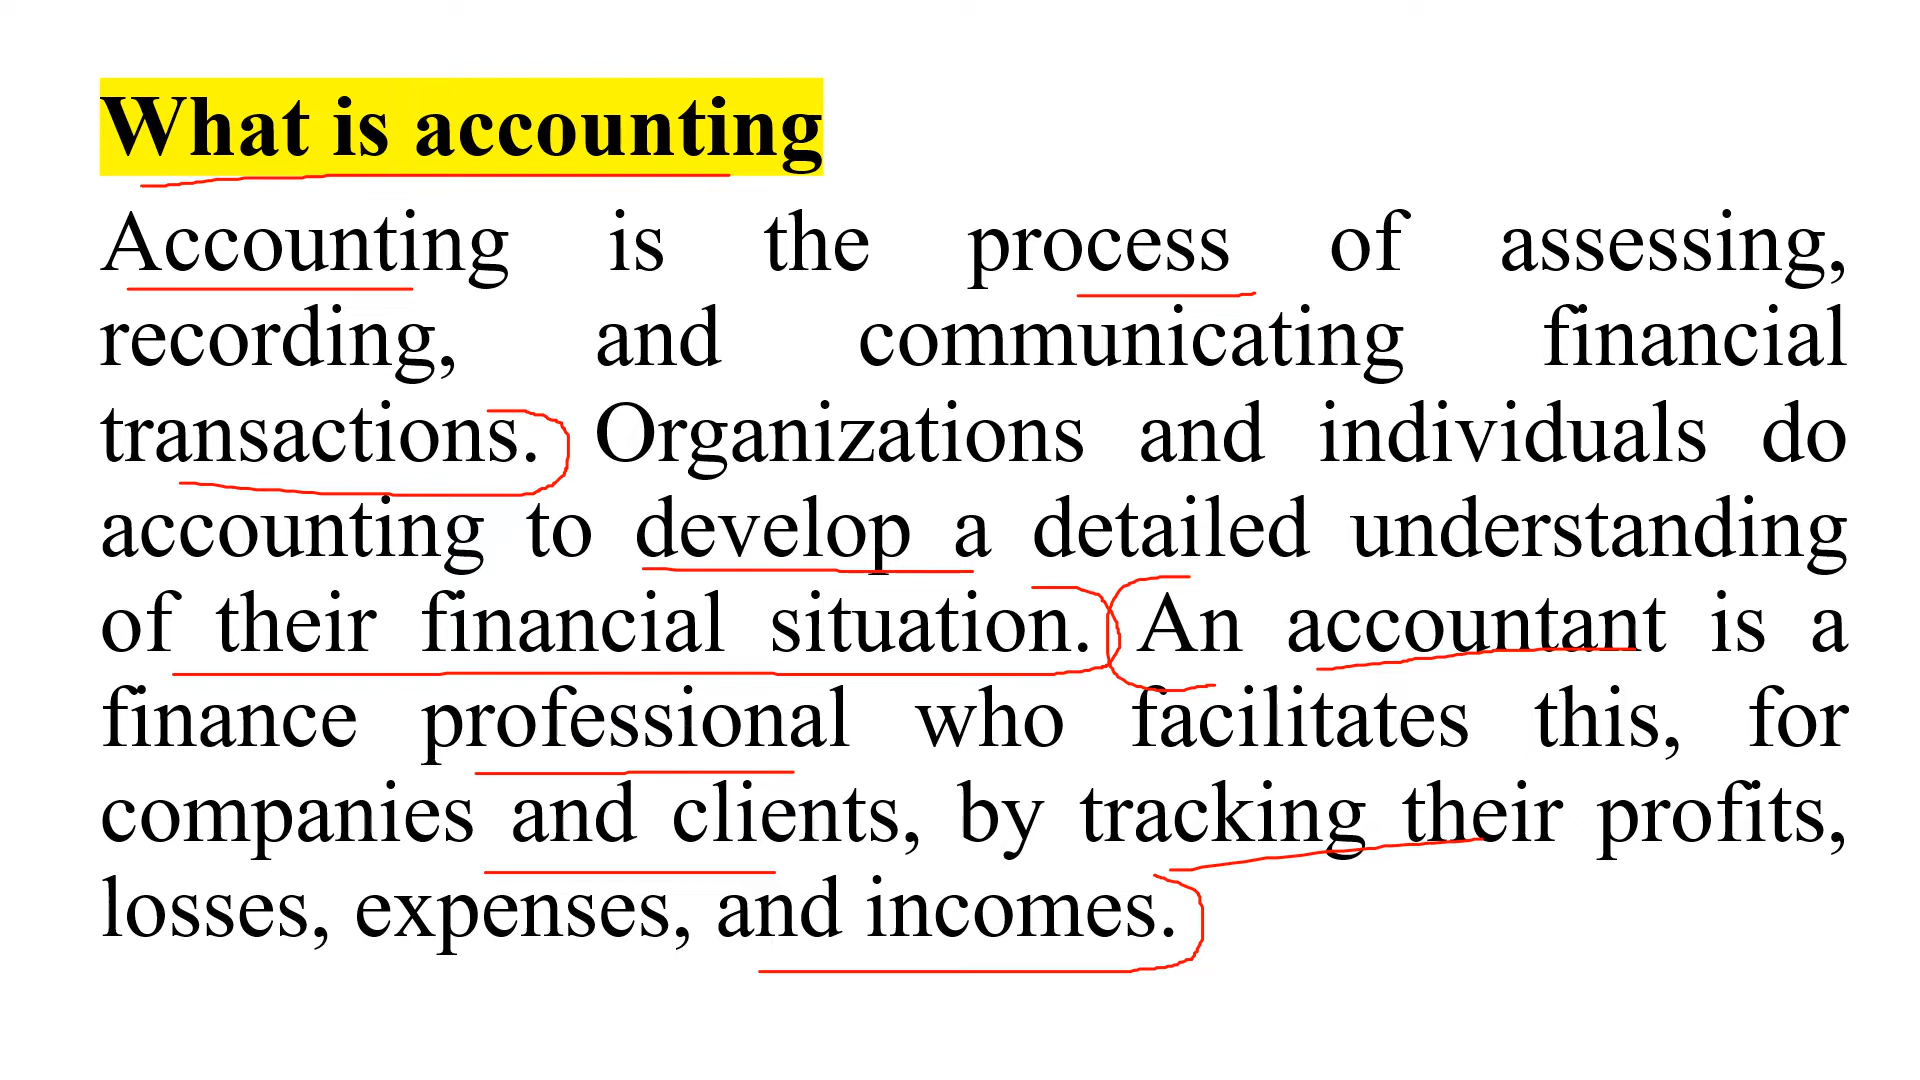 What is accounting
Accounting is the process of assessing,
recording, and communicating financial
transactions. Organizations and individuals do
accounting to develop a detailed understanding
of their financial situation. An accountant is a
finance professional who facilitates this, for
companies and clients, by tracking their profits,
losses, expenses, and incomes.